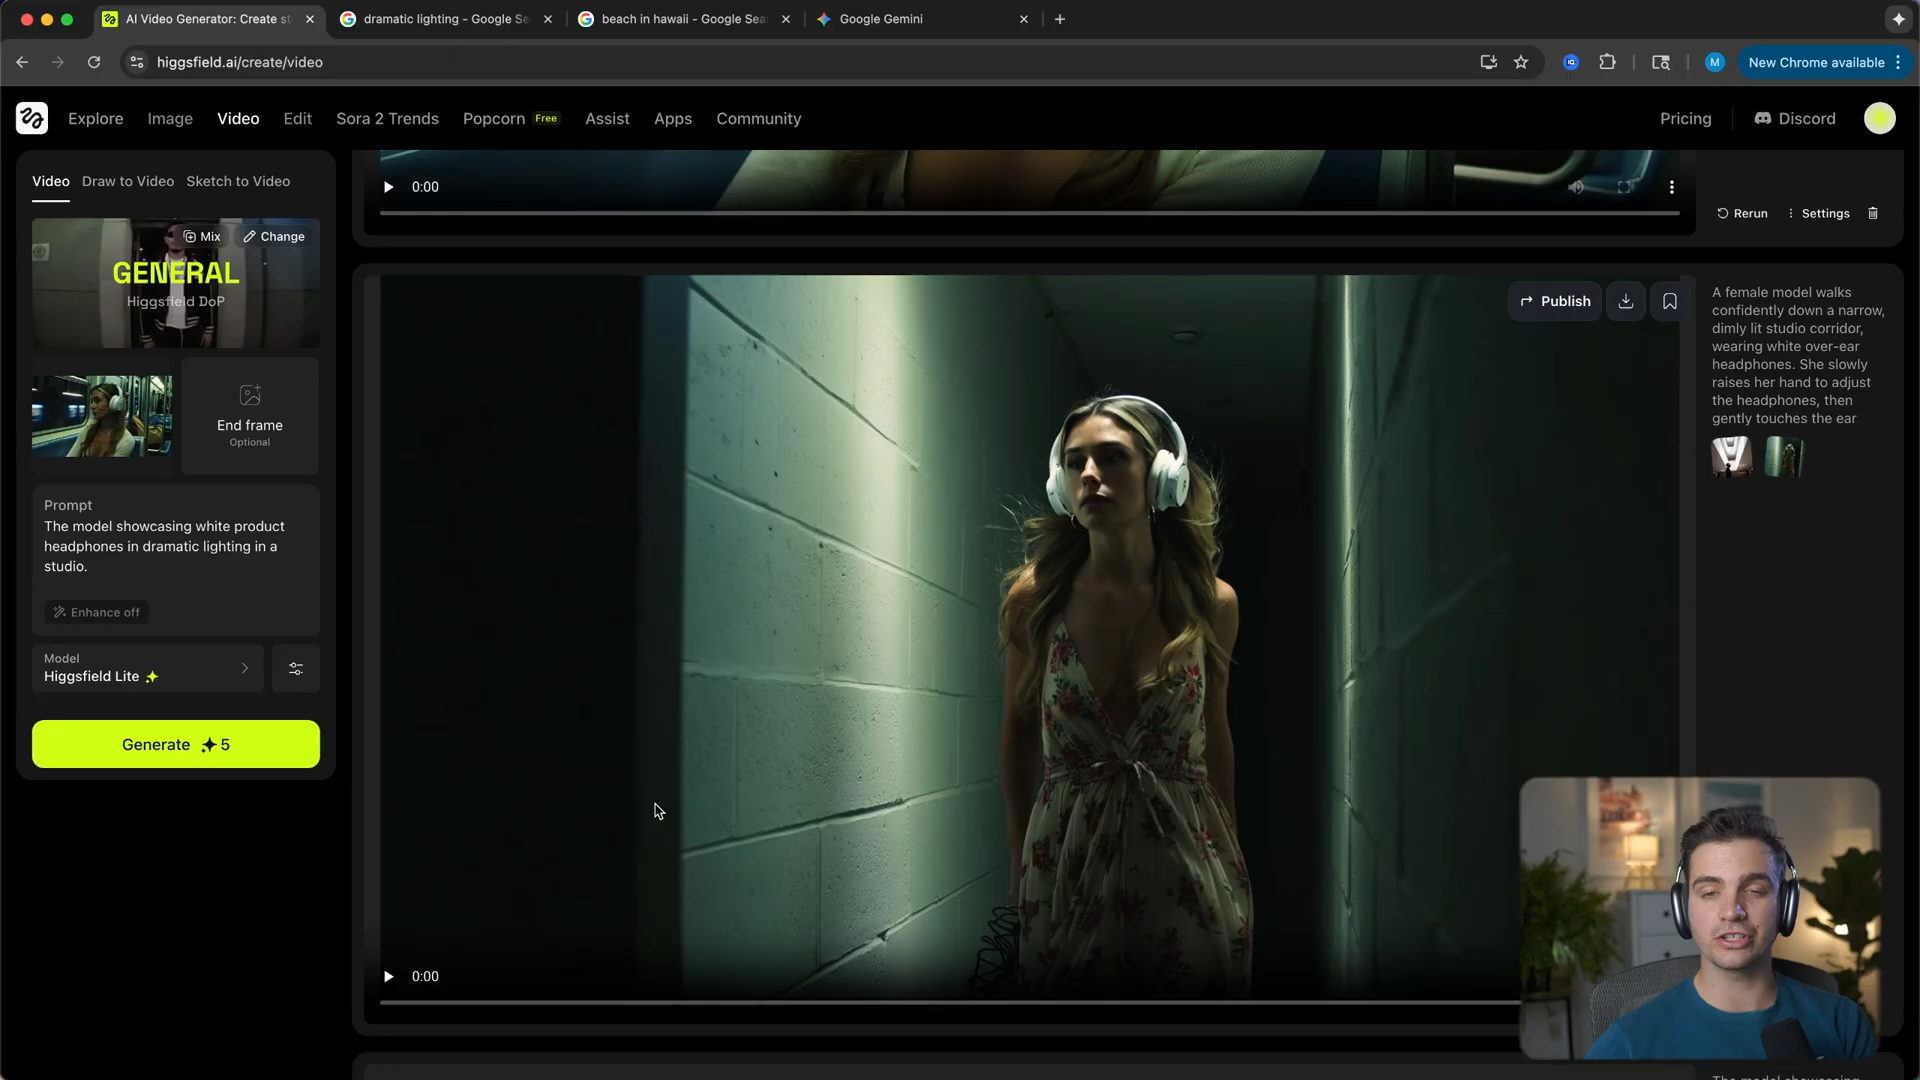 AI Video Generator: Create st
dramatic lighting - Google Se
beach in hawaii - Google Sea
Google Gemini
higgsfield.ai/create/video
M
New Chrome available
Explore
Image
Video
Edit
Sora 2 Trends
Popcorn Free
Assist
Apps
Community
Pricing
Discord
Video
Draw to Video
Sketch to Video
Mix
Change
GENERAL
Higgsfield DoP
End frame
Optional
Prompt
The model showcasing white product
headphones in dramatic lighting in a
studio.
Enhance off
Model
Higgsfield Lite
Generate 5
0:00
Rerun
Settings
Publish
A female model walks
confidently down a narrow,
dimly lit studio corridor,
wearing white over-ear
headphones. She slowly
raises her hand to adjust
the headphones, then
gently touches the ear
0:00